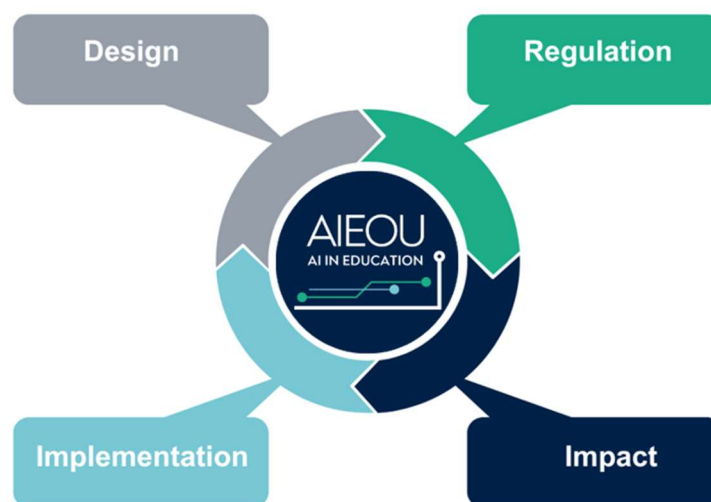 Design
Regulation
AIEOU
AI IN EDUCATION
Implementation
Impact